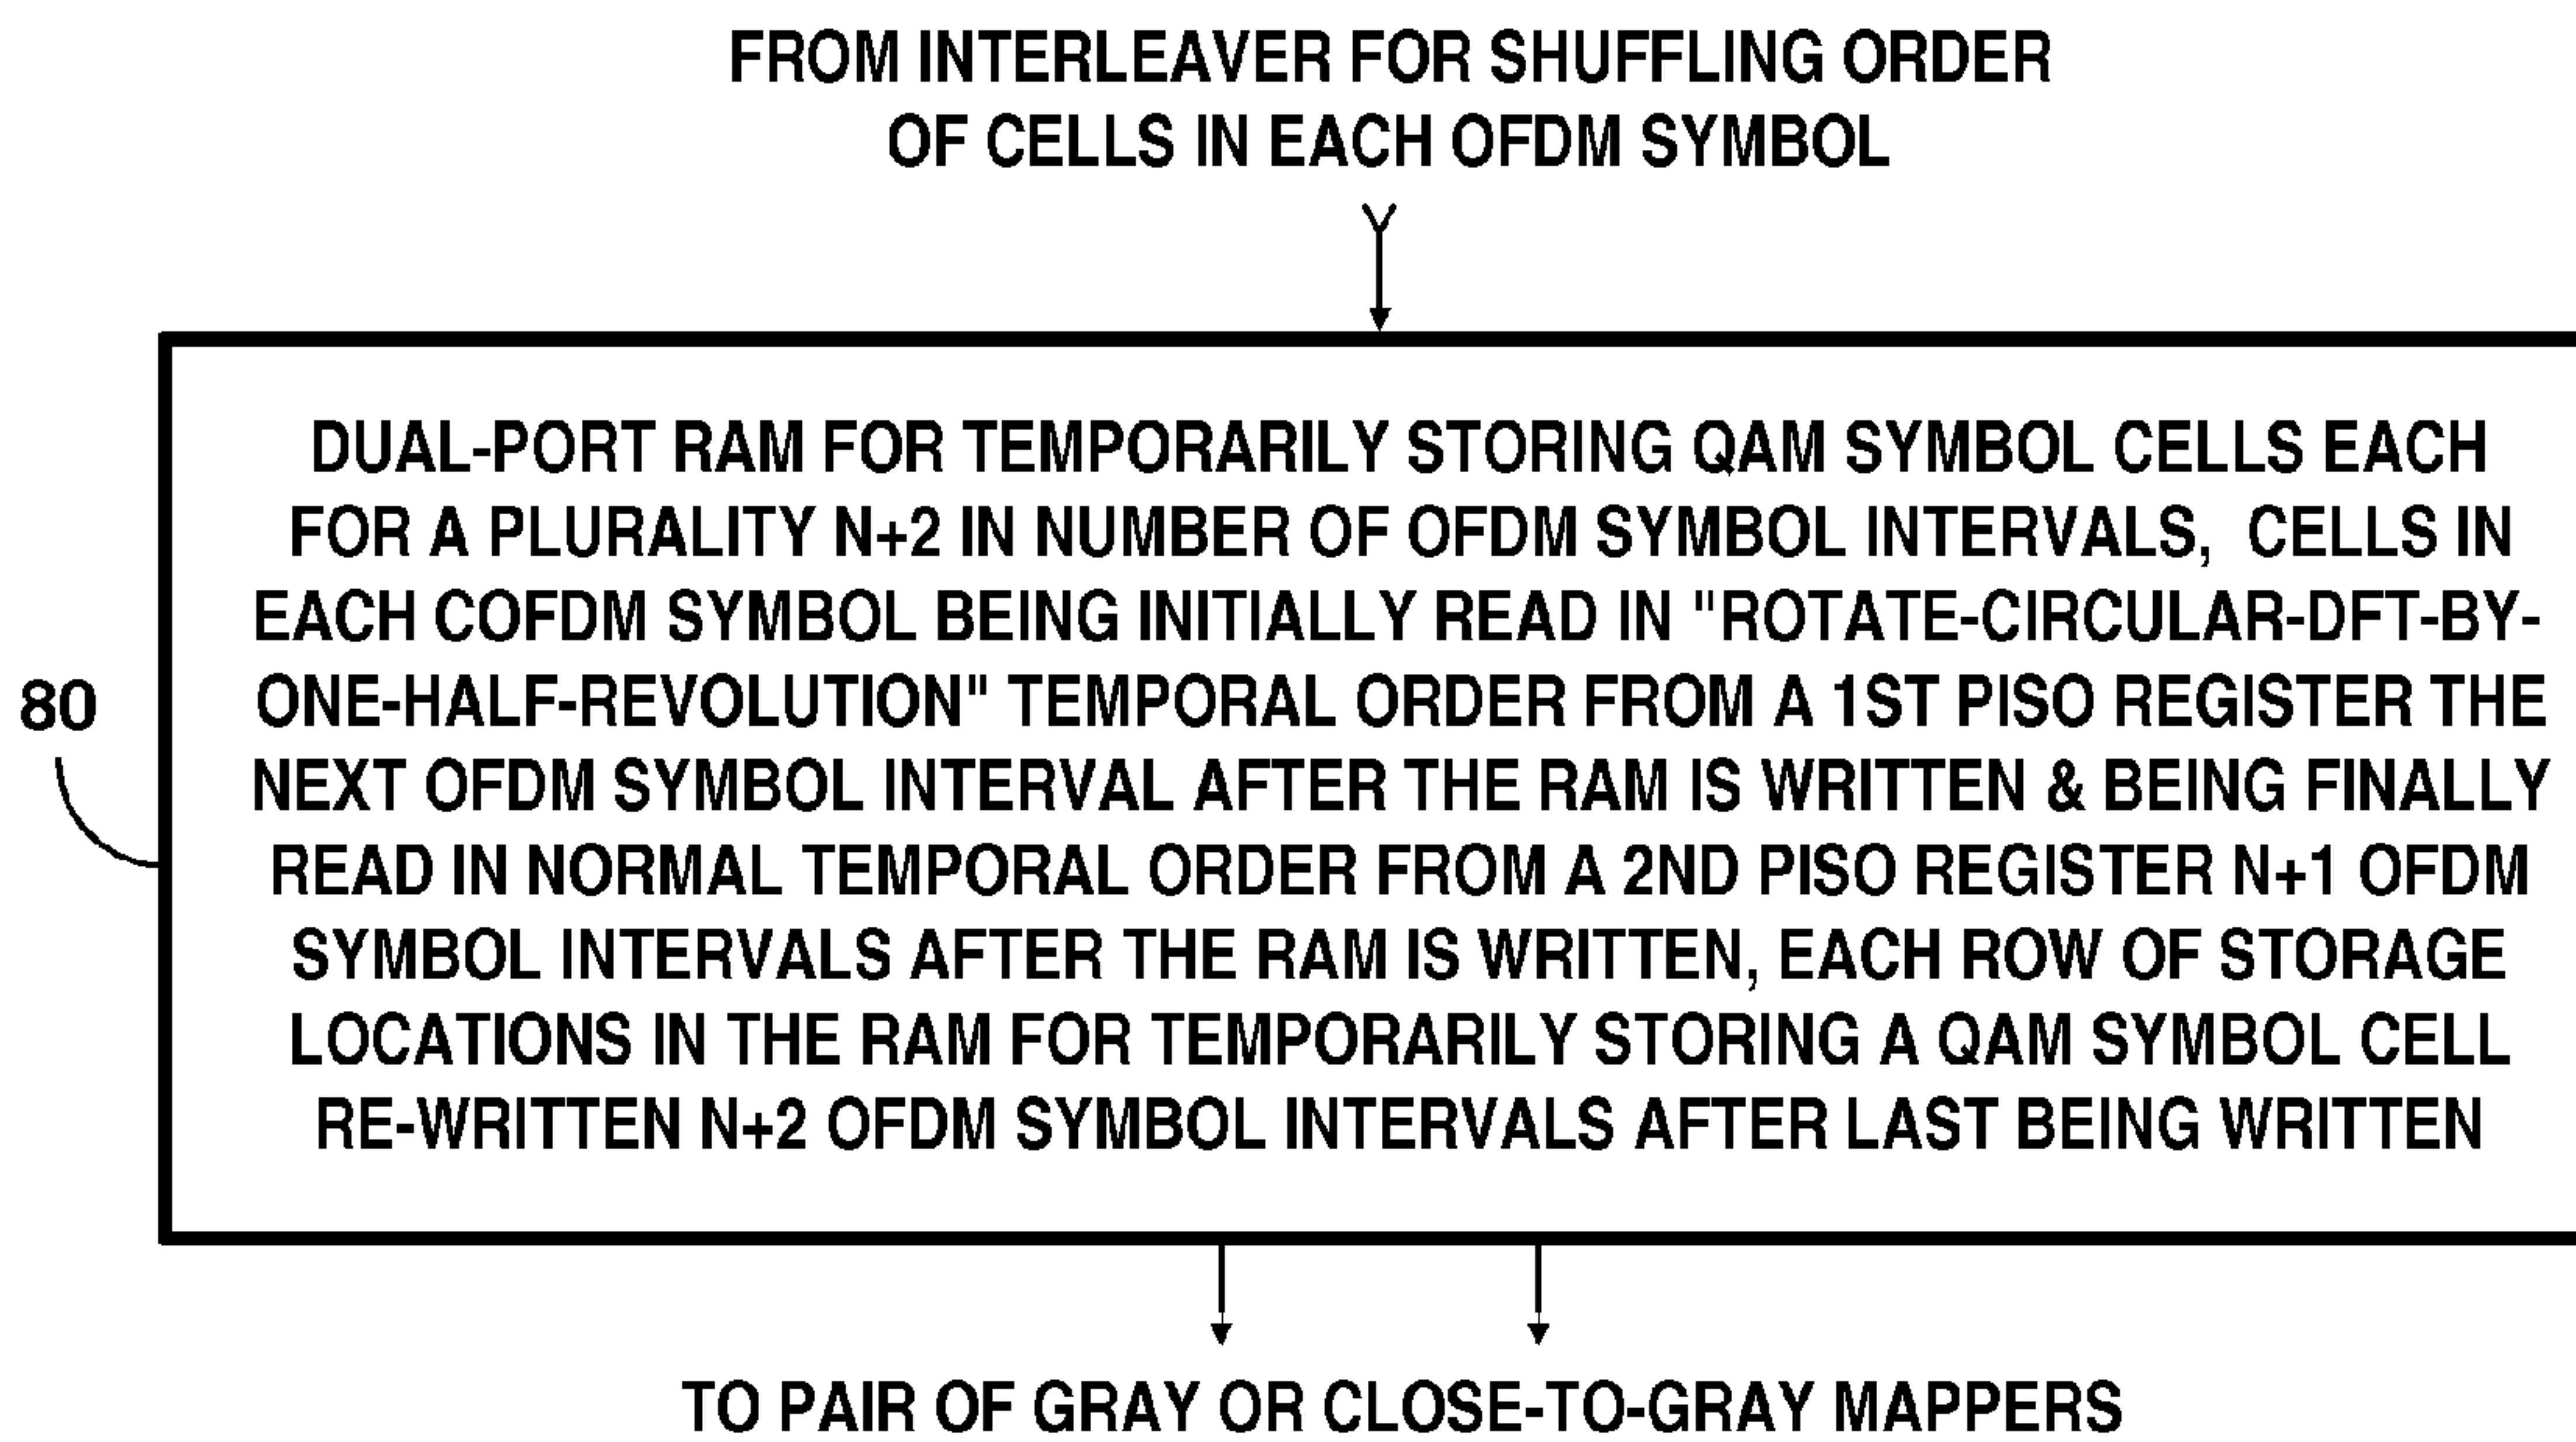 FROM INTERLEAVER FOR SHUFFLING ORDER
OF CELLS IN EACH OFDM SYMBOL
DUAL-PORT RAM FOR TEMPORARILY STORING QAM SYMBOL CELLS EACH
FOR A PLURALITY N+2 IN NUMBER OF OFDM SYMBOL INTERVALS, CELLS IN
EACH COFDM SYMBOL BEING INITIALLY READ IN "ROTATE-CIRCULAR-DFT-BY-
ONE-HALF-REVOLUTION" TEMPORAL ORDER FROM A 1ST PISO REGISTER THE
NEXT OFDM SYMBOL INTERVAL AFTER THE RAM IS WRITTEN & BEING FINALLY
READ IN NORMAL TEMPORAL ORDER FROM A 2ND PISO REGISTER N+1 OFDM
SYMBOL INTERVALS AFTER THE RAM IS WRITTEN, EACH ROW OF STORAGE
LOCATIONS IN THE RAM FOR TEMPORARILY STORING A QAM SYMBOL CELL
RE-WRITTEN N+2 OFDM SYMBOL INTERVALS AFTER LAST BEING WRITTEN
80
TO PAIR OF GRAY OR CLOSE-TO-GRAY MAPPERS